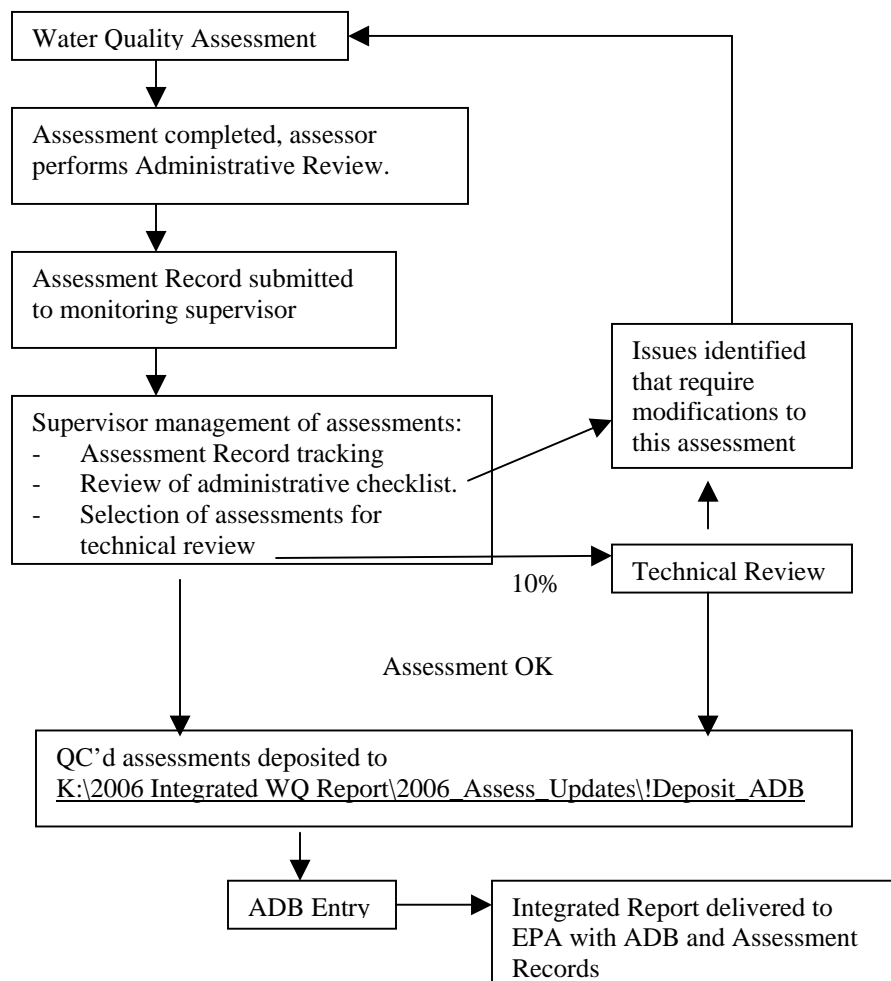 Water Quality Assessment
Assessment completed, assessor
performs Administrative Review.
Assessment Record submitted
to monitoring supervisor
Issues identified
that require
modifications to
this assessment
Supervisor management of assessments:
- Assessment Record tracking
- Review of administrative checklist.
- Selection of assessments for
technical review
10%
Technical Review
Assessment OK
QC’d assessments deposited to
K:\2006 Integrated WQ Report\2006_Assess_Updates\!Deposit_ADB
ADB Entry
Integrated Report delivered to
EPA with ADB and Assessment
Records